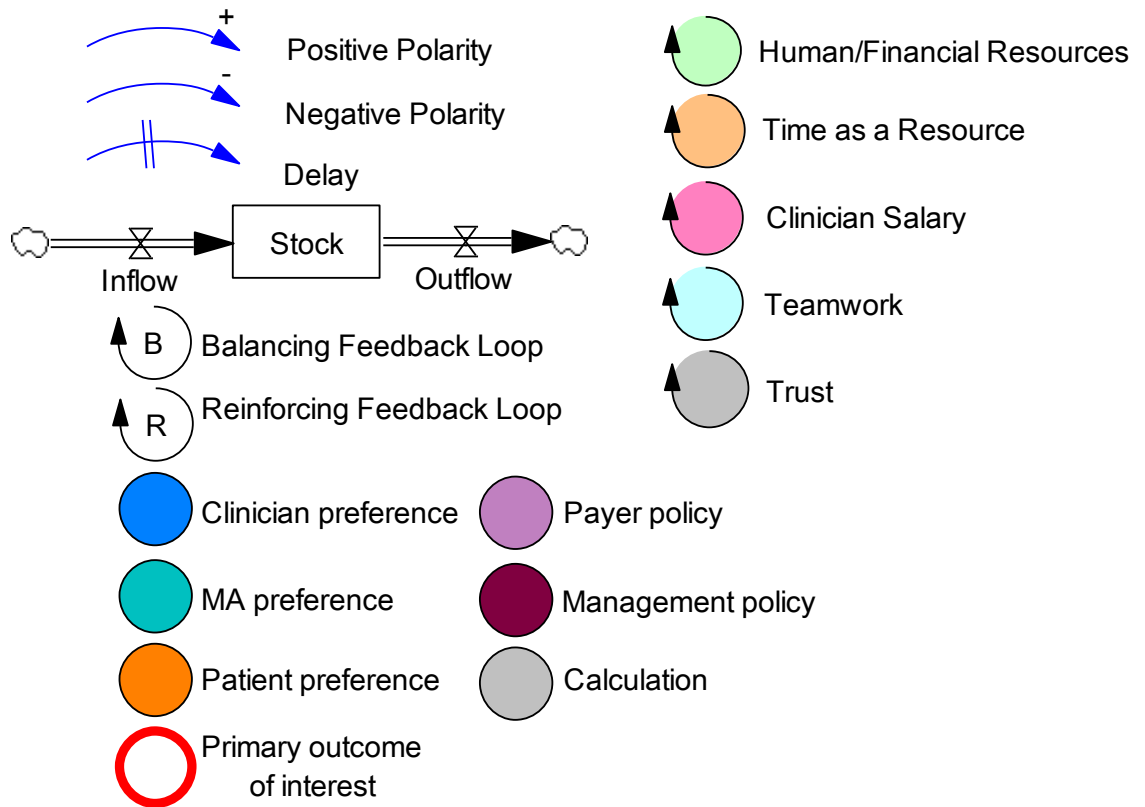 +
Positive Polarity
-
Negative Polarity
Delay
Stock
Inflow
Outflow
B
Balancing Feedback Loop
R
Reinforcing Feedback Loop
Clinician preference
MA preference
Patient preference
Primary outcome
of interest
Payer policy
Management policy
Calculation
Human/Financial Resources
Time as a Resource
Clinician Salary
Teamwork
Trust